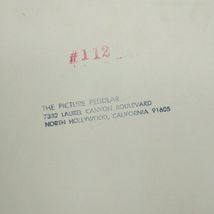 #112
THE PICTURE PEDDLAR
7332 LAUREL CANYON BOULEVARD
NORTH HOLLYWOOD, CALIFORNIA 91605